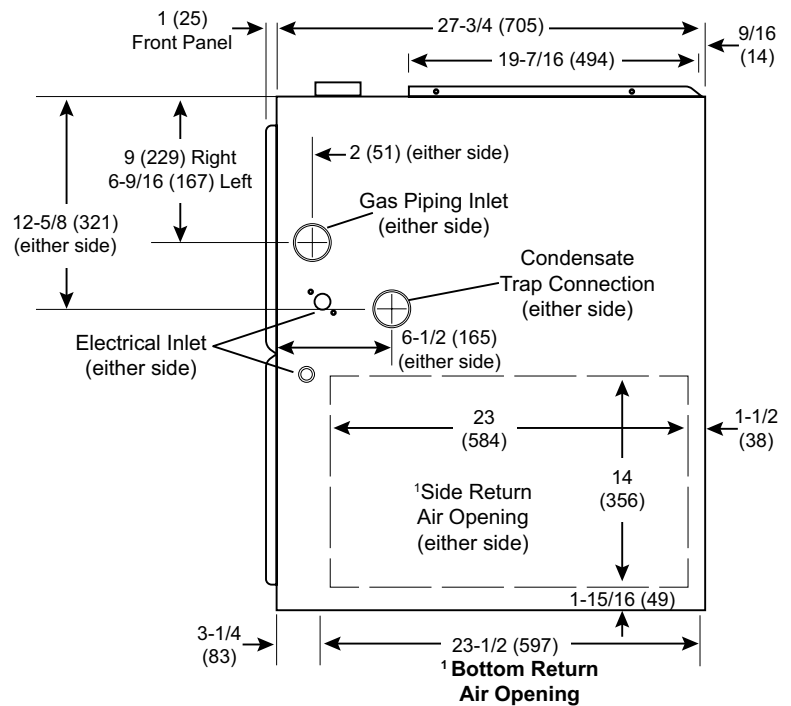 1 (25)
Front Panel
27-3/4 (705)
9/16
(14)
19-7/16 (494)
9 (229) Right
6-9/16 (167) Left
2 (51) (either side)
12-5/8 (321)
(either side)
Gas Piping Inlet
(either side)
Condensate
Trap Connection
(either side)
Electrical Inlet
(either side)
6-1/2 (165)
(either side)
23
(584)
1-1/2
(38)
14
(356)
¹Side Return
Air Opening
(either side)
1-15/16 (49)
3-1/4
(83)
23-1/2 (597)
¹ Bottom Return
Air Opening